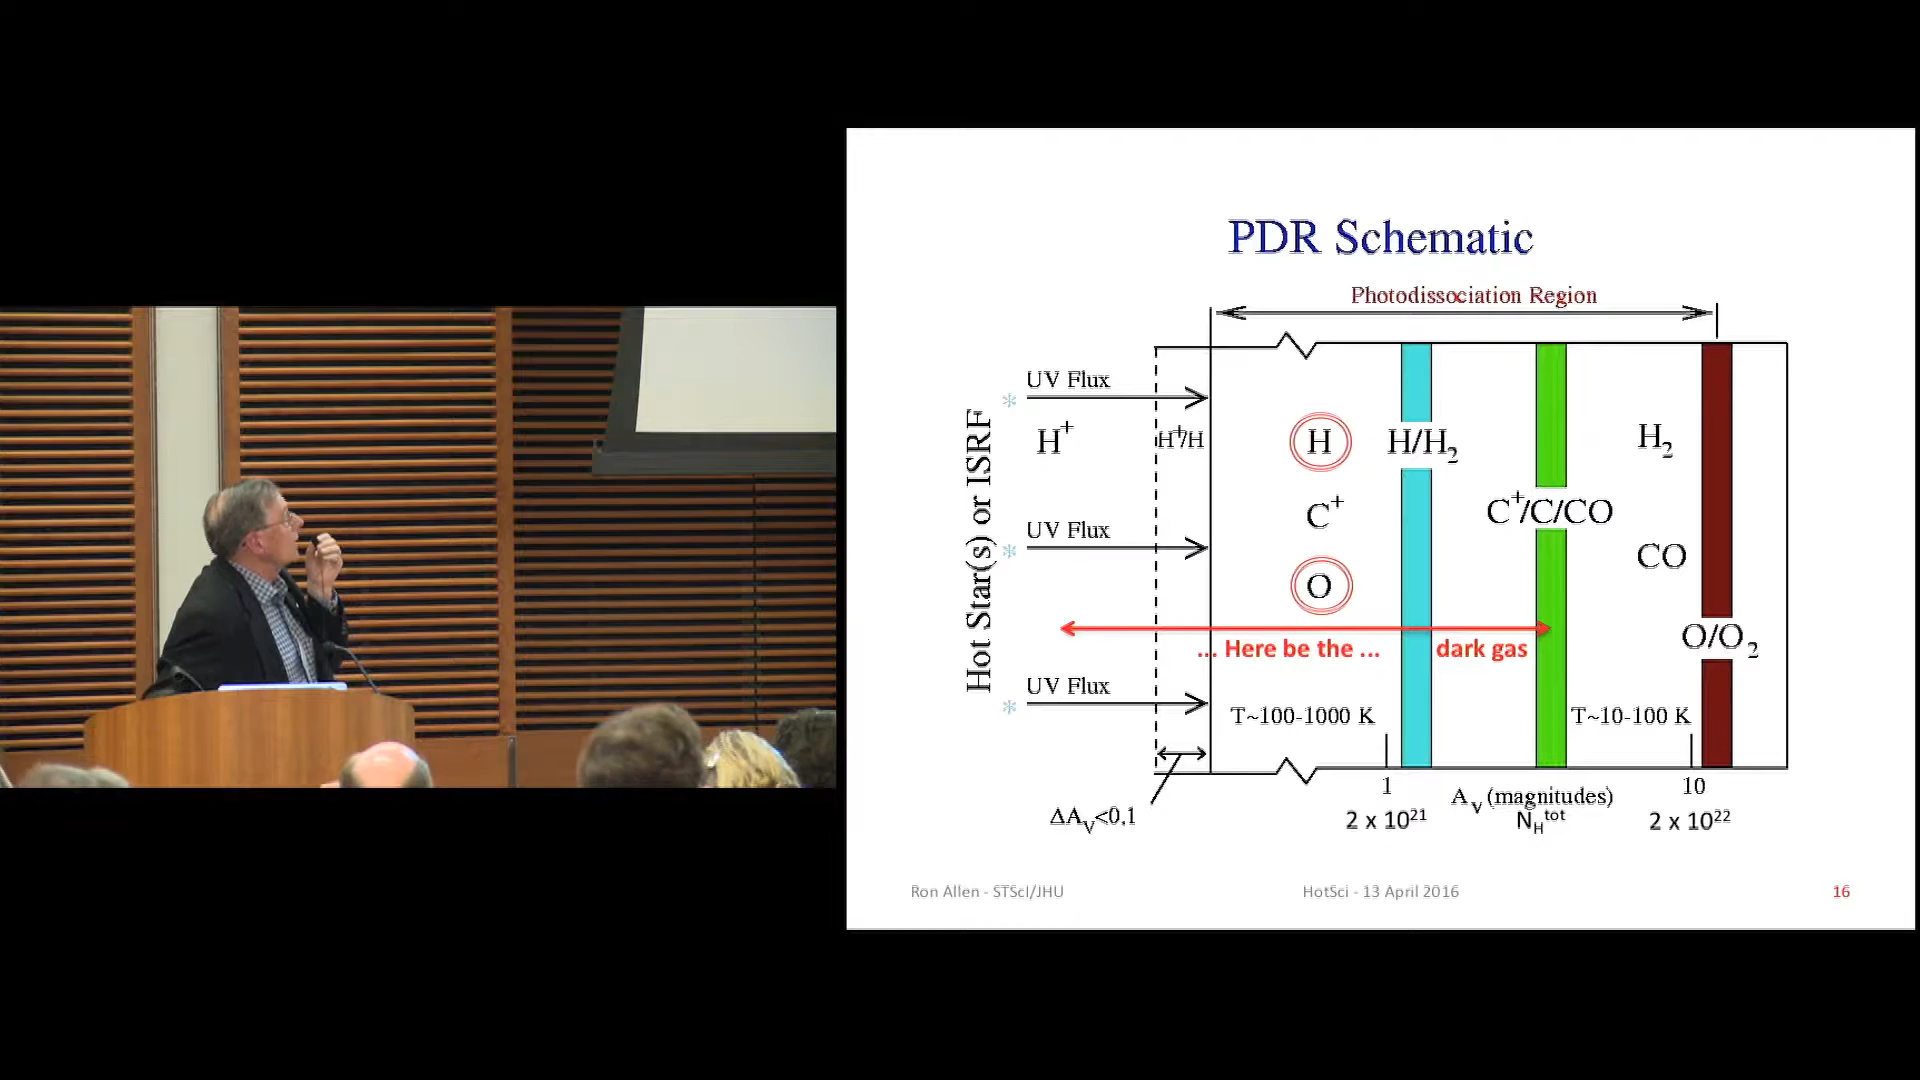 PDR Schematic
Photodissociation Region
Hot Star(s) or ISRF
* UV Flux
H⁺
H⁺/H
H
H/H₂
H₂
C⁺
C⁺/C/CO
* UV Flux
CO
O
O/O₂
... Here be the ... dark gas
* UV Flux
T~100-1000 K
T~10-100 K
ΔAᵥ<0,1
1
Aᵥ (magnitudes)
10
2 x 10²¹
N_H^tot
2 x 10²²
Ron Allen - STScI/JHU
HotSci - 13 April 2016
16